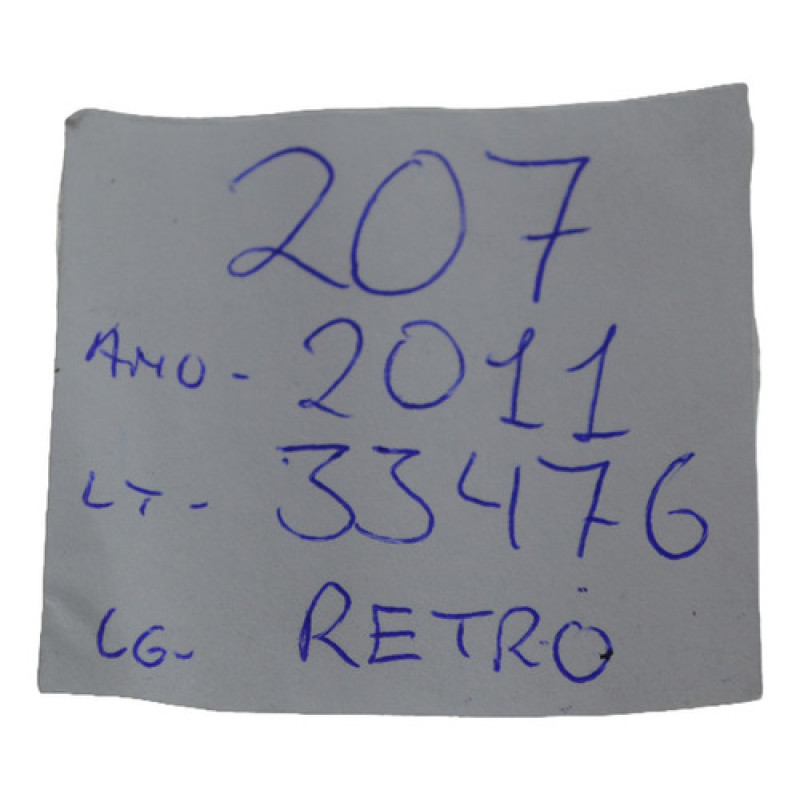 207
ANO- 2011
LT- 33476
LG- RETRÖ